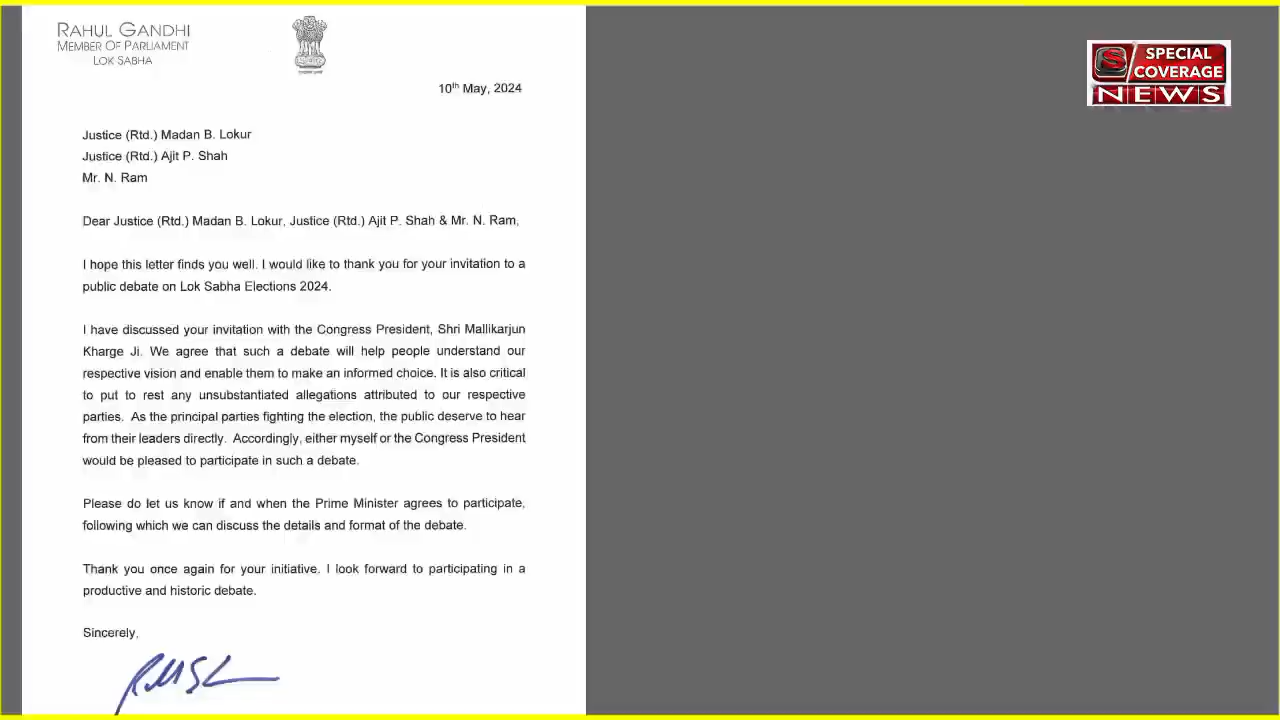 RAHUL GANDHI
MEMBER OF PARLIAMENT
LOK SABHA
10th May, 2024
Justice (Rtd.) Madan B. Lokur
Justice (Rtd.) Ajit P. Shah
Mr. N. Ram
Dear Justice (Rtd.) Madan B. Lokur, Justice (Rtd.) Ajit P. Shah & Mr. N. Ram,
I hope this letter finds you well. I would like to thank you for your invitation to a
public debate on Lok Sabha Elections 2024.
I have discussed your invitation with the Congress President, Shri Mallikarjun
Kharge Ji. We agree that such a debate will help people understand our
respective vision and enable them to make an informed choice. It is also critical
to put to rest any unsubstantiated allegations attributed to our respective
parties. As the principal parties fighting the election, the public deserve to hear
from their leaders directly. Accordingly, either myself or the Congress President
would be pleased to participate in such a debate.
Please do let us know if and when the Prime Minister agrees to participate,
following which we can discuss the details and format of the debate.
Thank you once again for your initiative. I look forward to participating in a
productive and historic debate.
Sincerely,
S SPECIAL
COVERAGE
NEWS